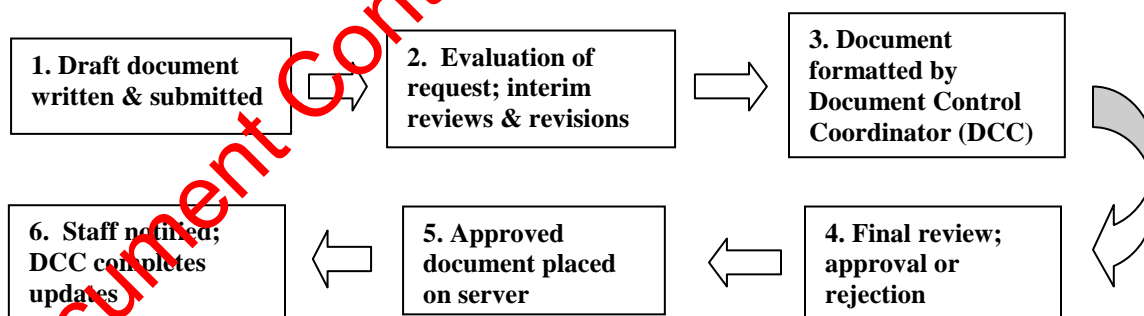 1. Draft document
written & submitted
2. Evaluation of
request; interim
reviews & revisions
3. Document
formatted by
Document Control
Coordinator (DCC)
4. Final review;
approval or
rejection
5. Approved
document placed
on server
6. Staff notified;
DCC completes
updates